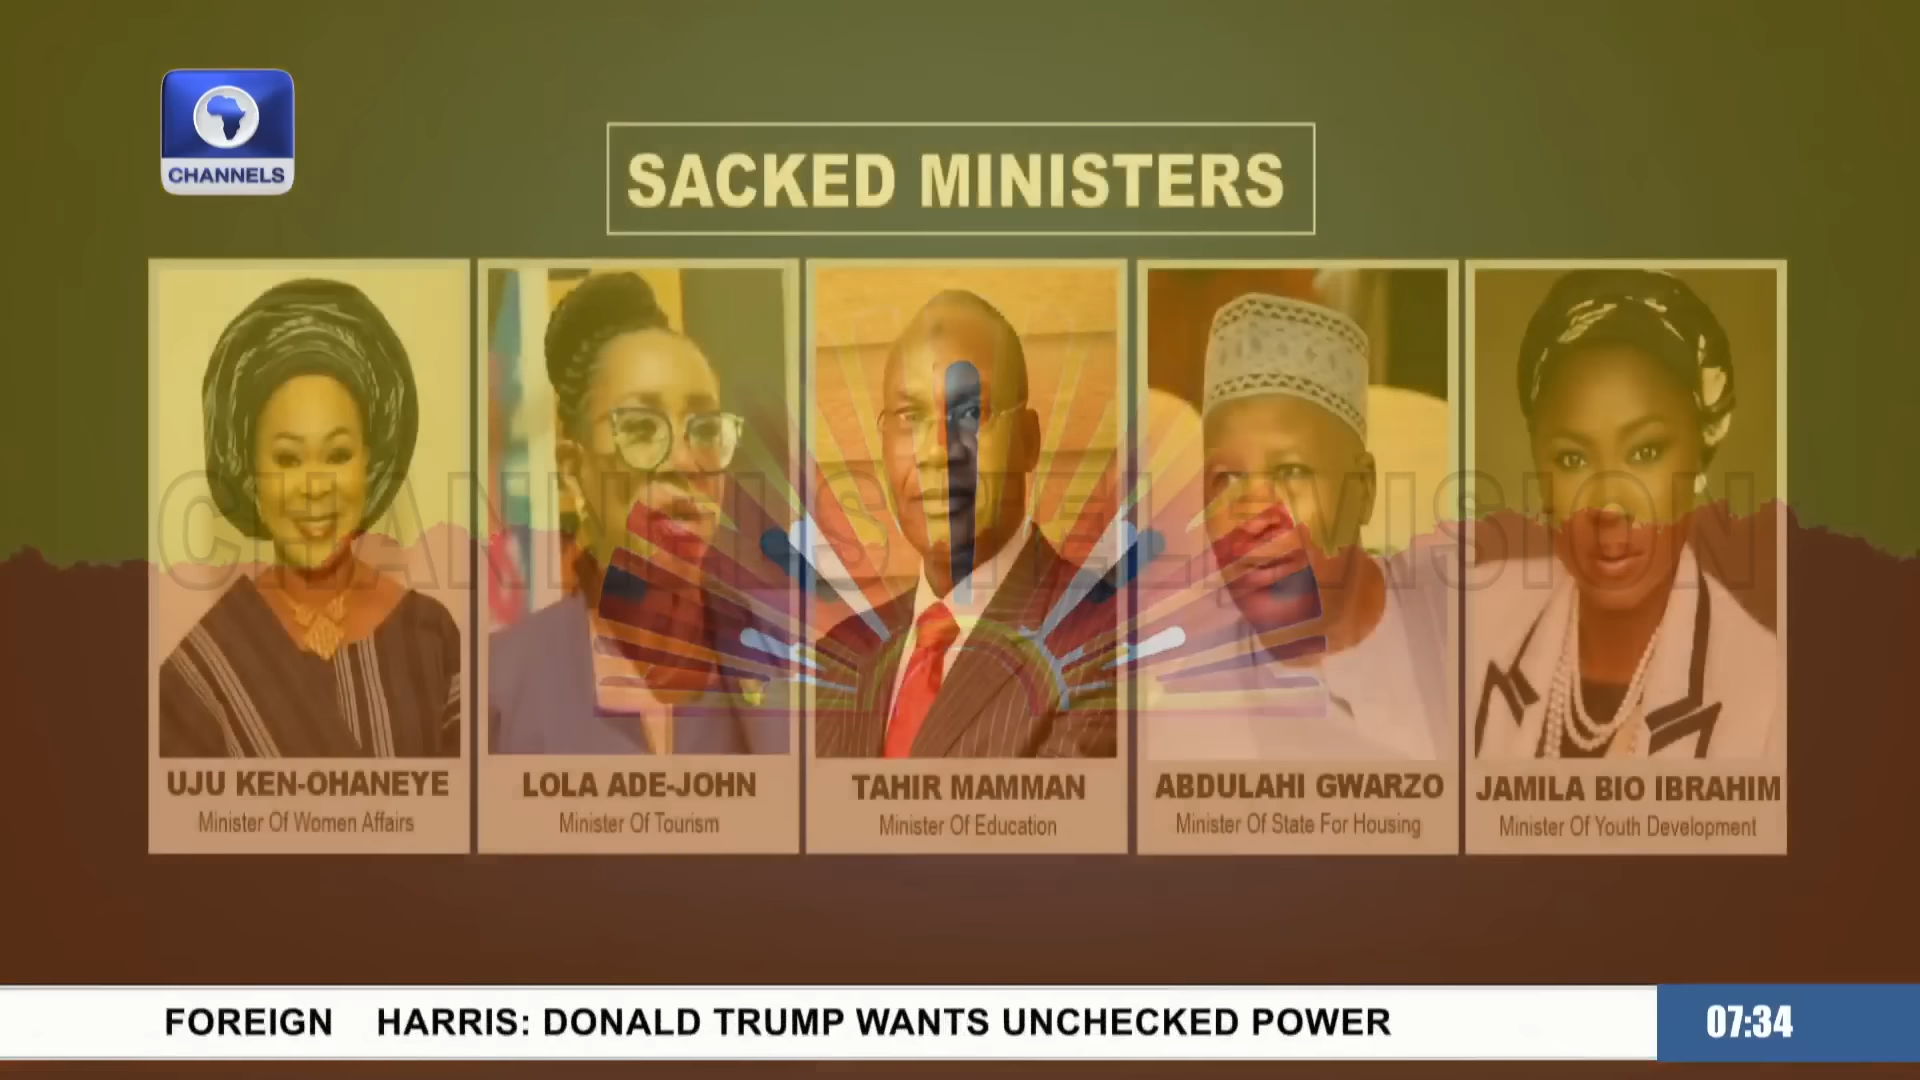 CHANNELS
SACKED MINISTERS
CHANNELS TELEVISION
UJU KEN-OHANEYE
Minister Of Women Affairs
LOLA ADE-JOHN
Minister Of Tourism
TAHIR MAMMAN
Minister Of Education
ABDULAHI GWARZO
Minister Of State For Housing
JAMILA BIO IBRAHIM
Minister Of Youth Development
FOREIGN HARRIS: DONALD TRUMP WANTS UNCHECKED POWER
07:34